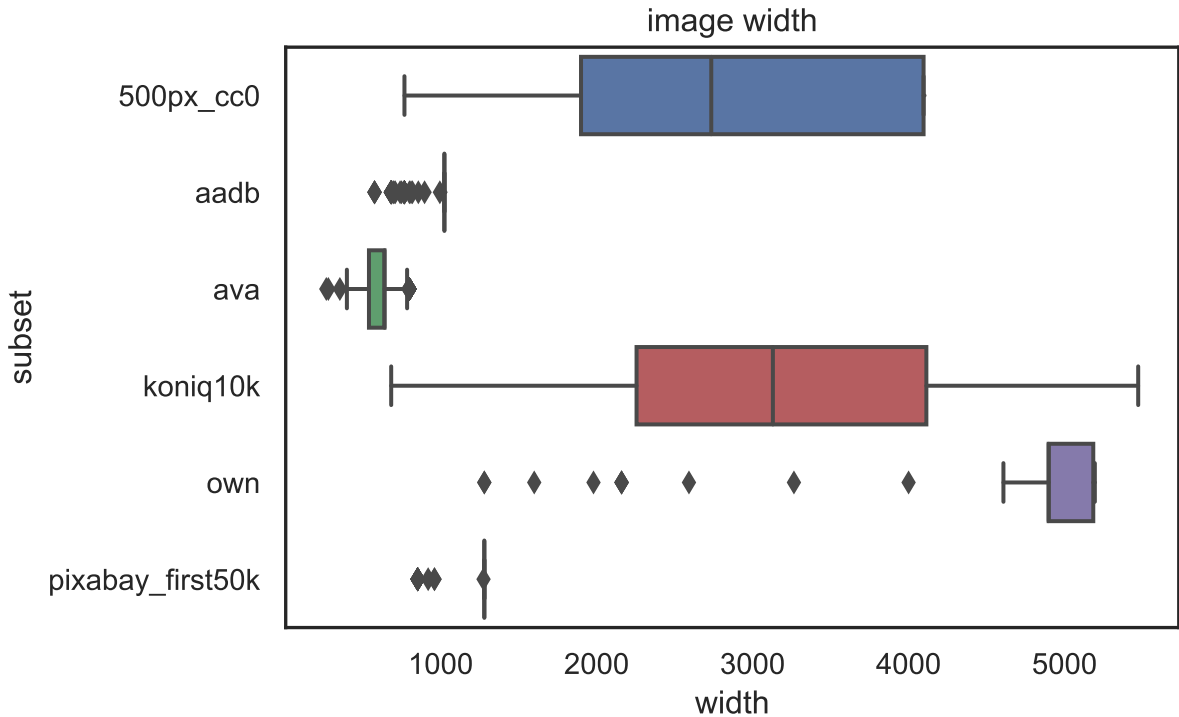 image width
500px_cc0
aadb
ava
koniq10k
own
pixabay_first50k
subset
1000 2000 3000 4000 5000
width